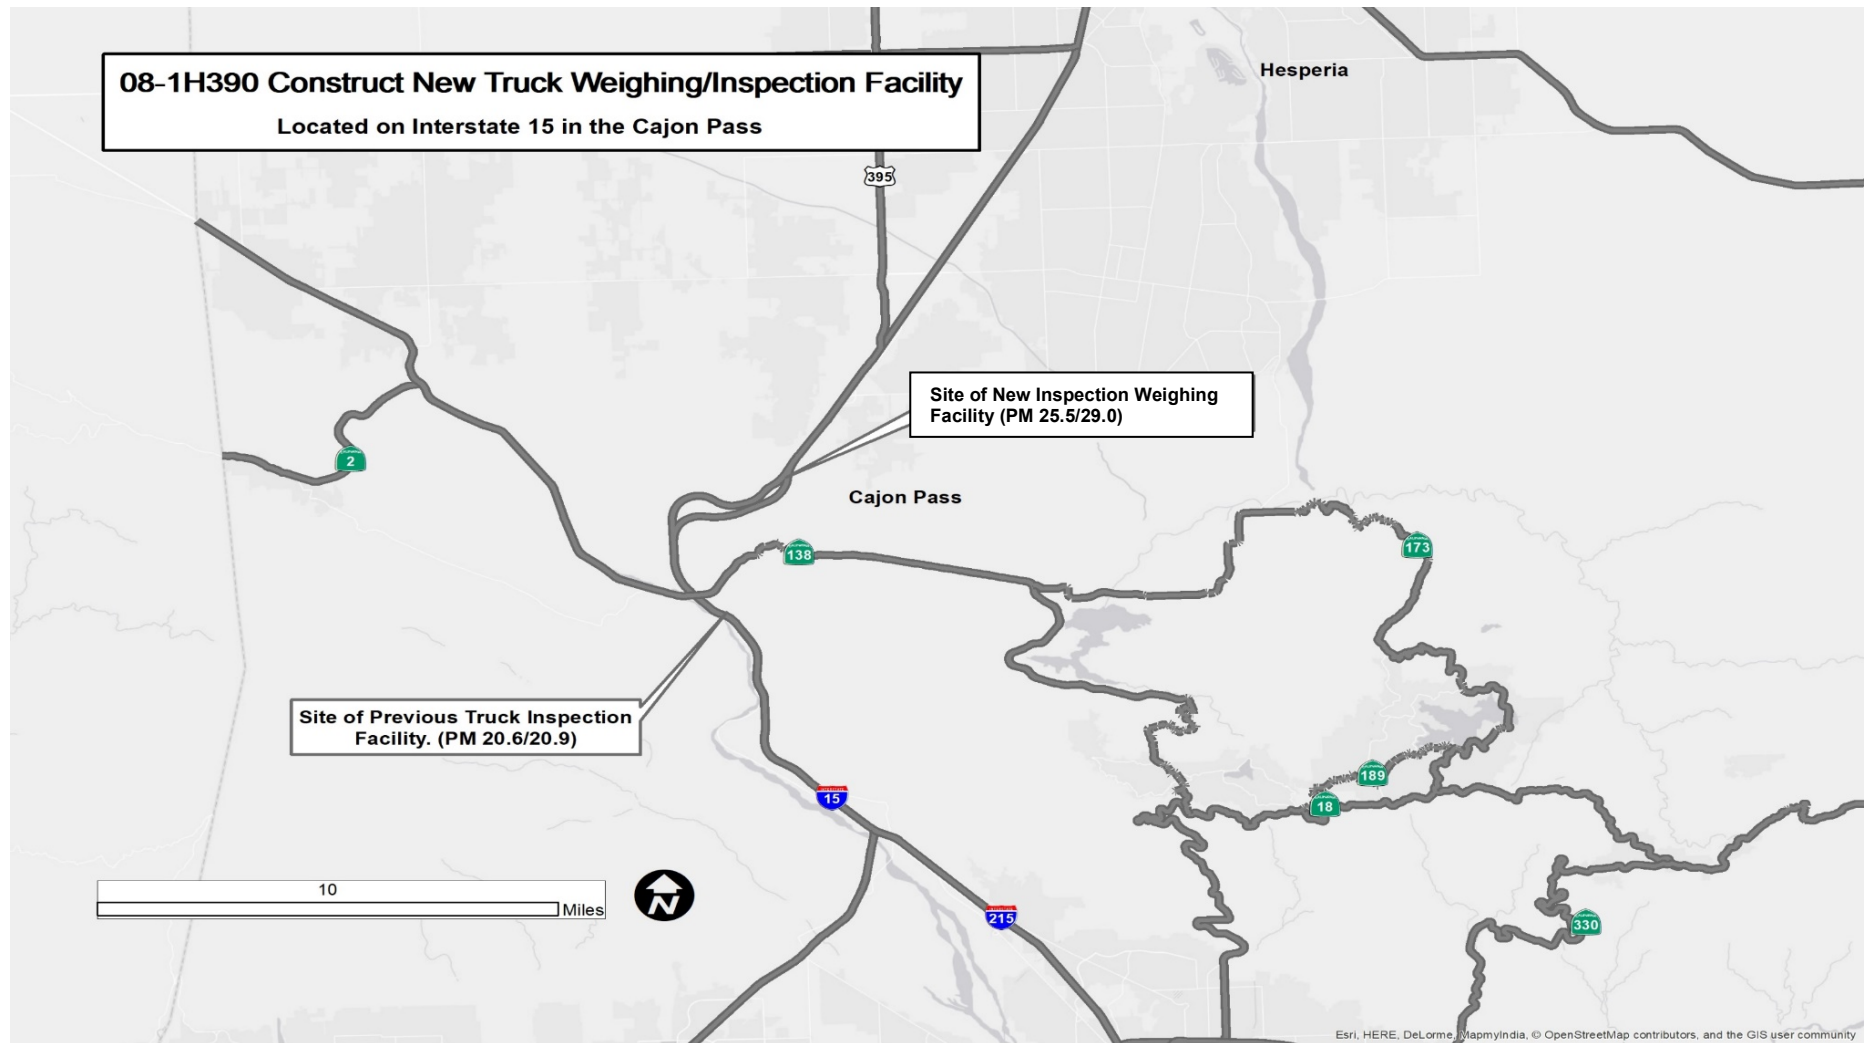 08-1H390 Construct New Truck Weighing/Inspection Facility
Located on Interstate 15 in the Cajon Pass
Hesperia
395
Site of New Inspection Weighing
Facility (PM 25.5/29.0)
2
Cajon Pass
138
173
Site of Previous Truck Inspection
Facility. (PM 20.6/20.9)
189
15
18
10
Miles
N
215
330
Esri, HERE, DeLorme, MapmyIndia, © OpenStreetMap contributors, and the GIS user community